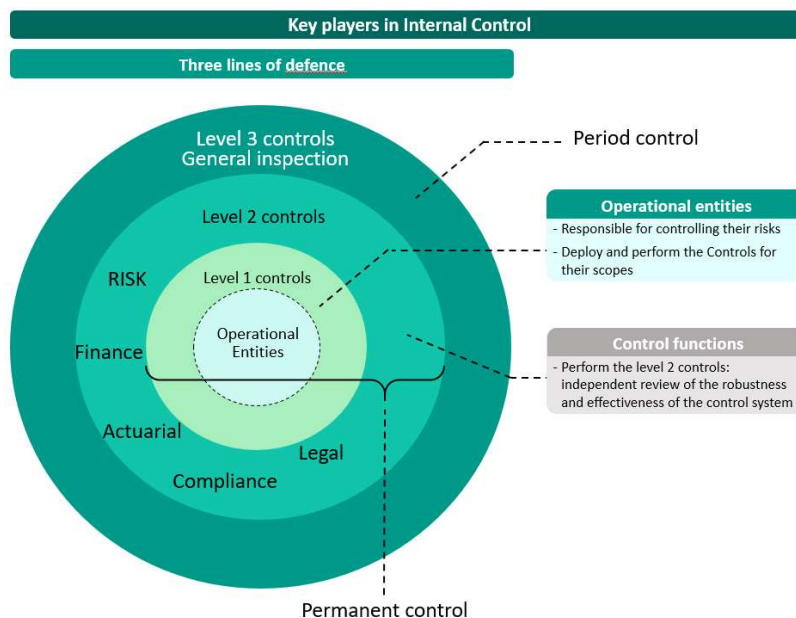 Key players in Internal Control
Three lines of defence
Level 3 controls
General inspection
Period control
Level 2 controls
Operational entities
- Responsible for controlling their risks
- Deploy and perform the Controls for
their scopes
RISK
Level 1 controls
Operational
Entities
Finance
Control functions
- Perform the level 2 controls:
independent review of the robustness
and effectiveness of the control system
Actuarial
Legal
Compliance
Permanent control